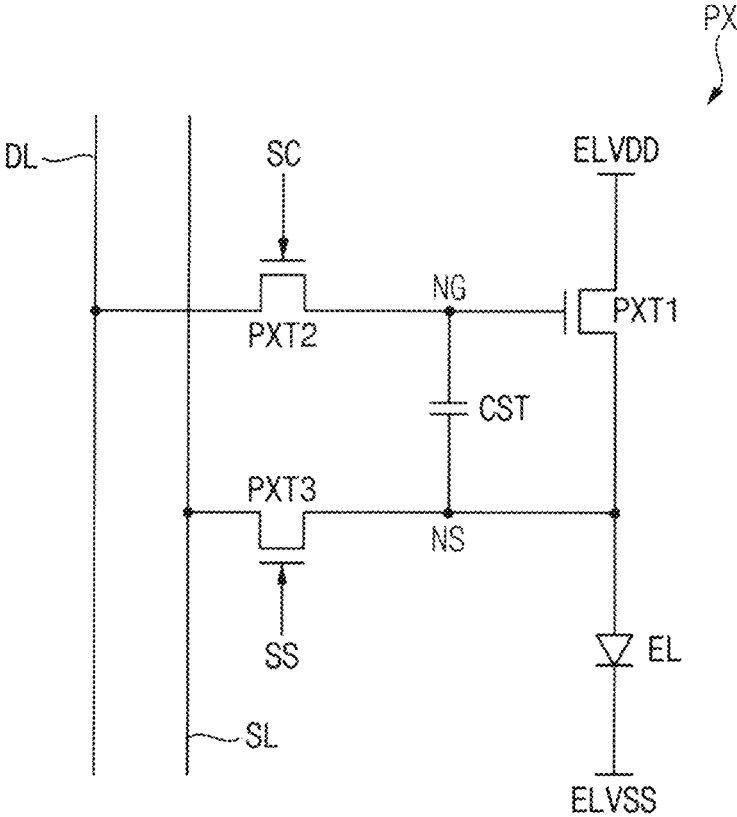 PX
DL
SC
ELVDD
NG
PXT1
PXT2
CST
PXT3
NS
SS
EL
SL
ELVSS